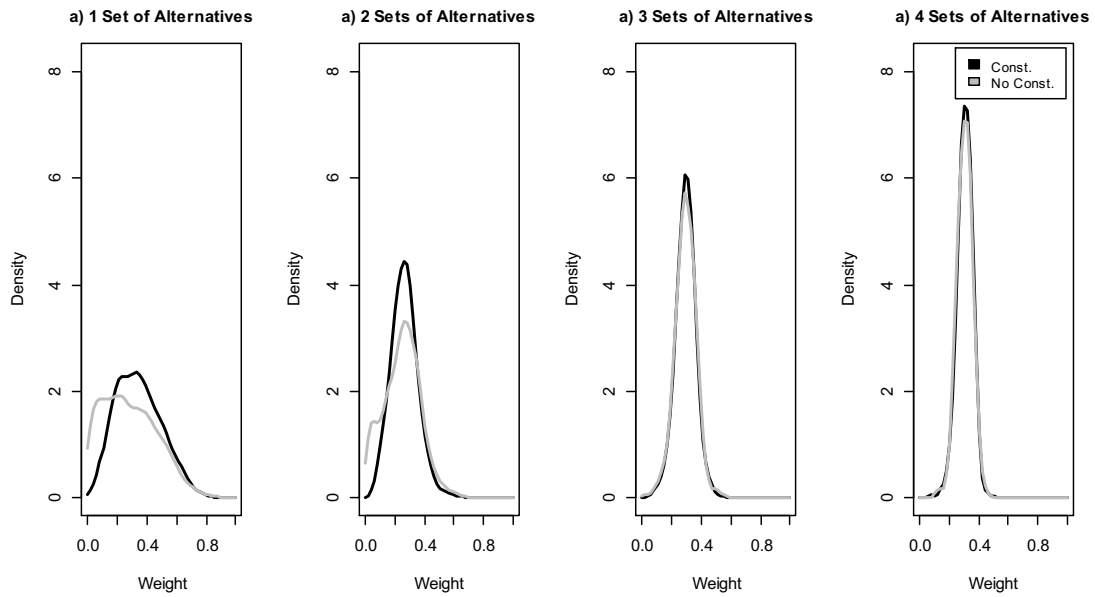 a) 1 Set of Alternatives
8
6
4
2
0
Density
0.0 0.4 0.8
Weight
a) 2 Sets of Alternatives
8
6
4
2
0
Density
0.0 0.4 0.8
Weight
a) 3 Sets of Alternatives
8
6
4
2
0
Density
0.0 0.4 0.8
Weight
a) 4 Sets of Alternatives
Const.
No Const.
8
6
4
2
0
Density
0.0 0.4 0.8
Weight